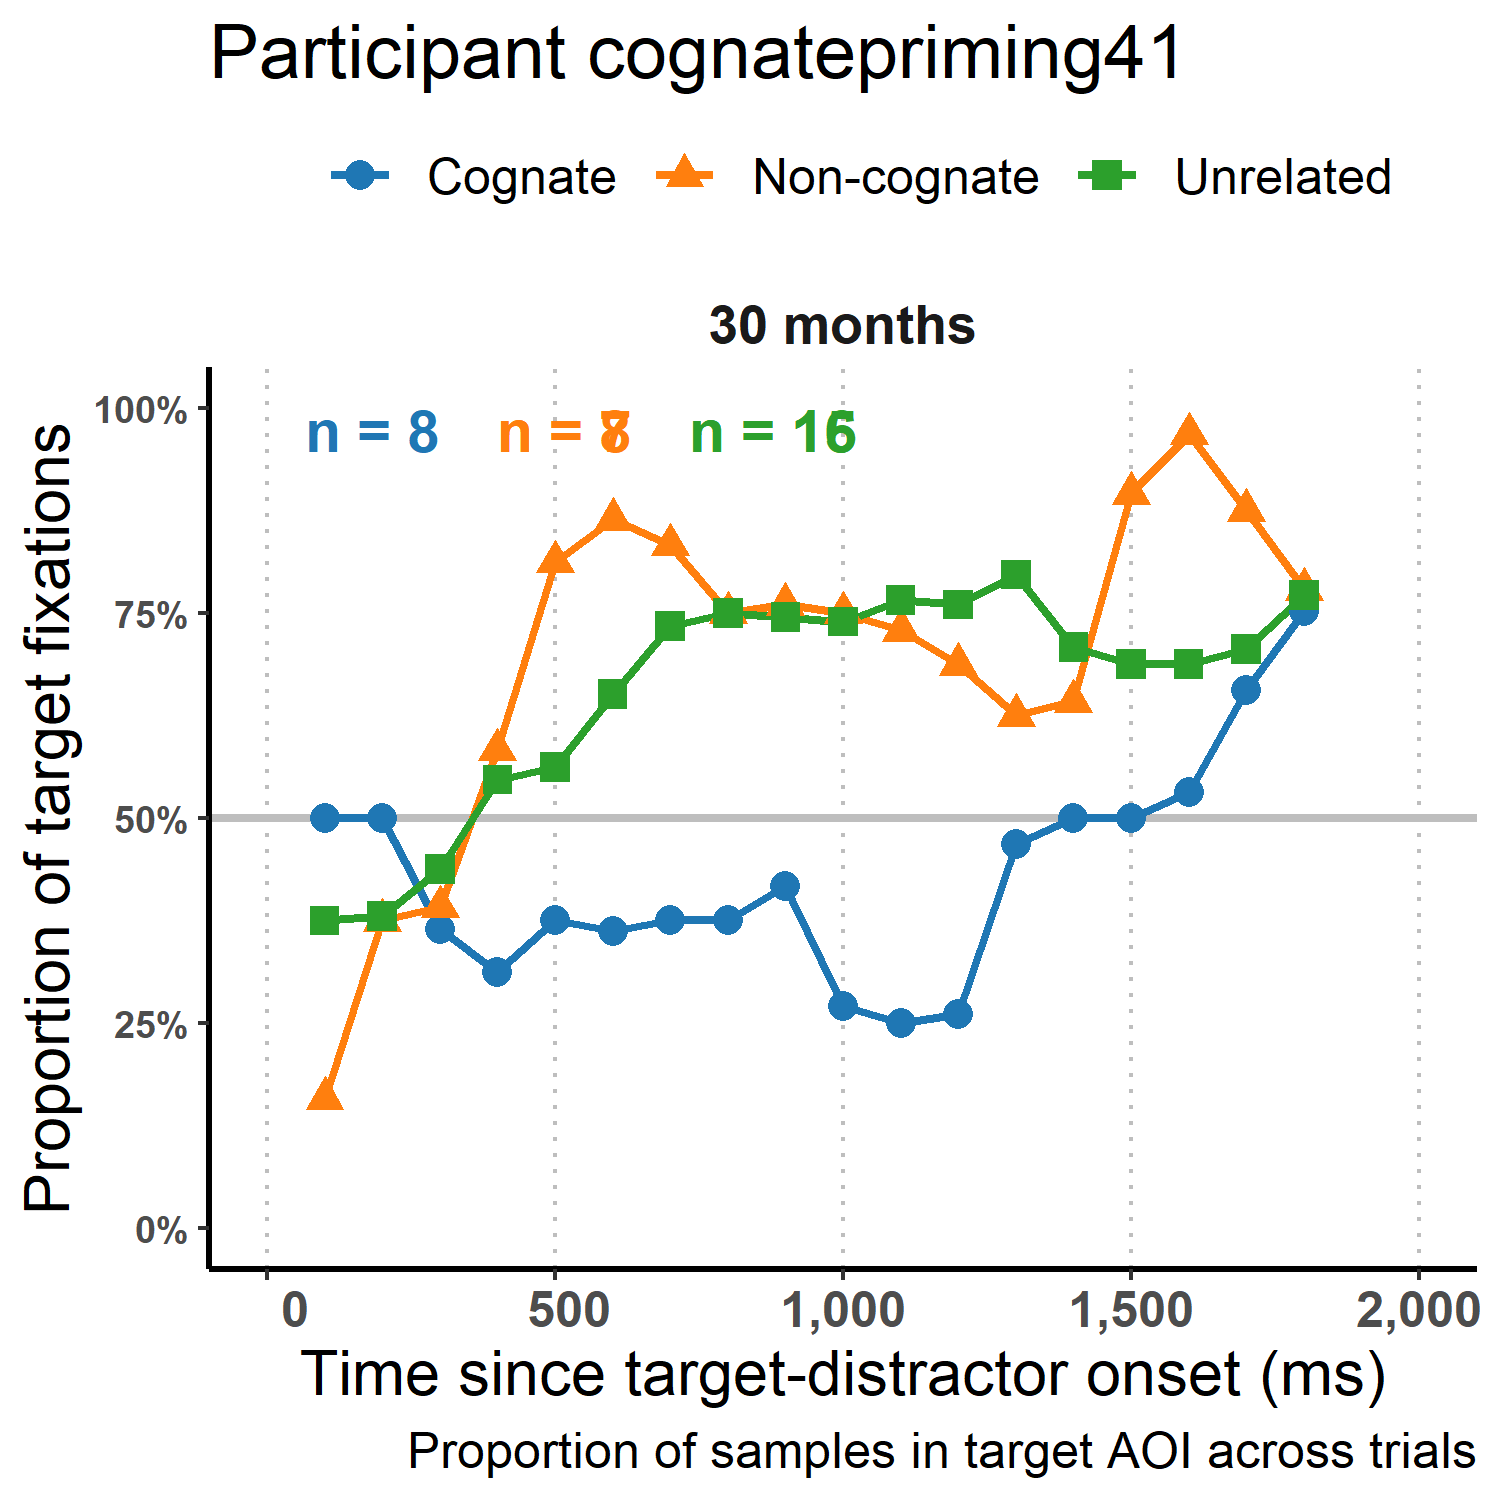 Participant cognatepriming41
Cognate Non-cognate Unrelated
30 months
100%
75%
50%
25%
0%
n = 8 n = n =
Proportion of target fixations
0 500 1,000 1,500 2,000
Time since target-distractor onset (ms)
Proportion of samples in target AOI across trials